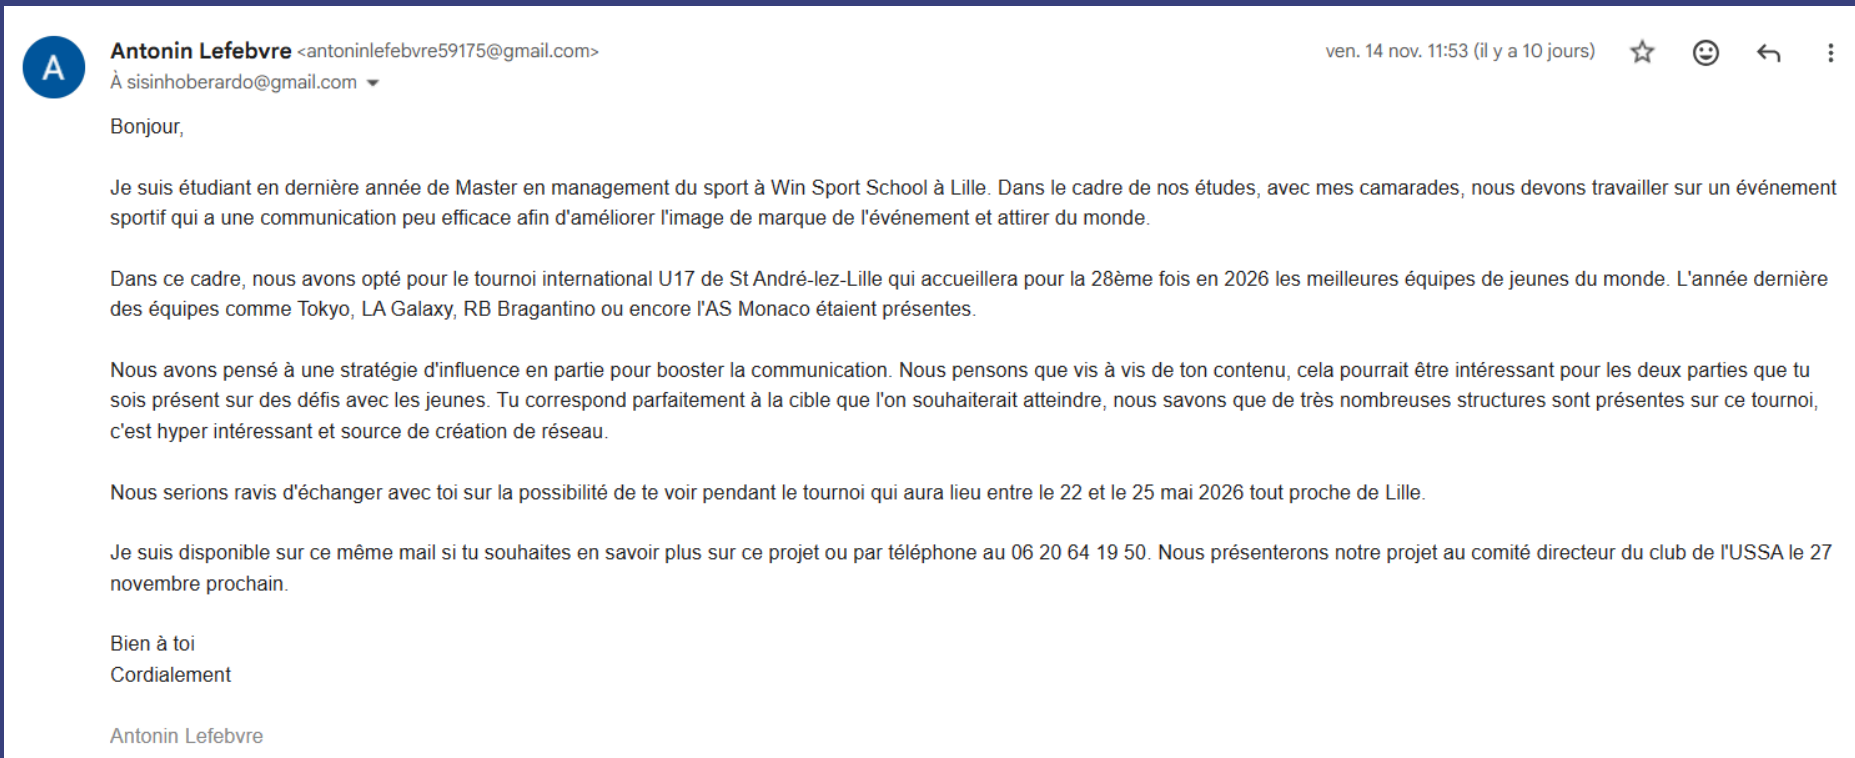 A
Antonin Lefebvre <antoninlefebvre59175@gmail.com>
ven. 14 nov. 11:53 (il y a 10 jours)
À sisinhoberardo@gmail.com
Bonjour,
Je suis étudiant en dernière année de Master en management du sport à Win Sport School à Lille. Dans le cadre de nos études, avec mes camarades, nous devons travailler sur un événement
sportif qui a une communication peu efficace afin d'améliorer l'image de marque de l'événement et attirer du monde.
Dans ce cadre, nous avons opté pour le tournoi international U17 de St André-lez-Lille qui accueillera pour la 28ème fois en 2026 les meilleures équipes de jeunes du monde. L'année dernière
des équipes comme Tokyo, LA Galaxy, RB Bragantino ou encore l'AS Monaco étaient présentes.
Nous avons pensé à une stratégie d'influence en partie pour booster la communication. Nous pensons que vis à vis de ton contenu, cela pourrait être intéressant pour les deux parties que tu
sois présent sur des défis avec les jeunes. Tu correspond parfaitement à la cible que l'on souhaiterait atteindre, nous savons que de très nombreuses structures sont présentes sur ce tournoi,
c'est hyper intéressant et source de création de réseau.
Nous serions ravis d'échanger avec toi sur la possibilité de te voir pendant le tournoi qui aura lieu entre le 22 et le 25 mai 2026 tout proche de Lille.
Je suis disponible sur ce même mail si tu souhaites en savoir plus sur ce projet ou par téléphone au 06 20 64 19 50. Nous présenterons notre projet au comité directeur du club de l'USSA le 27
novembre prochain.
Bien à toi
Cordialement
Antonin Lefebvre